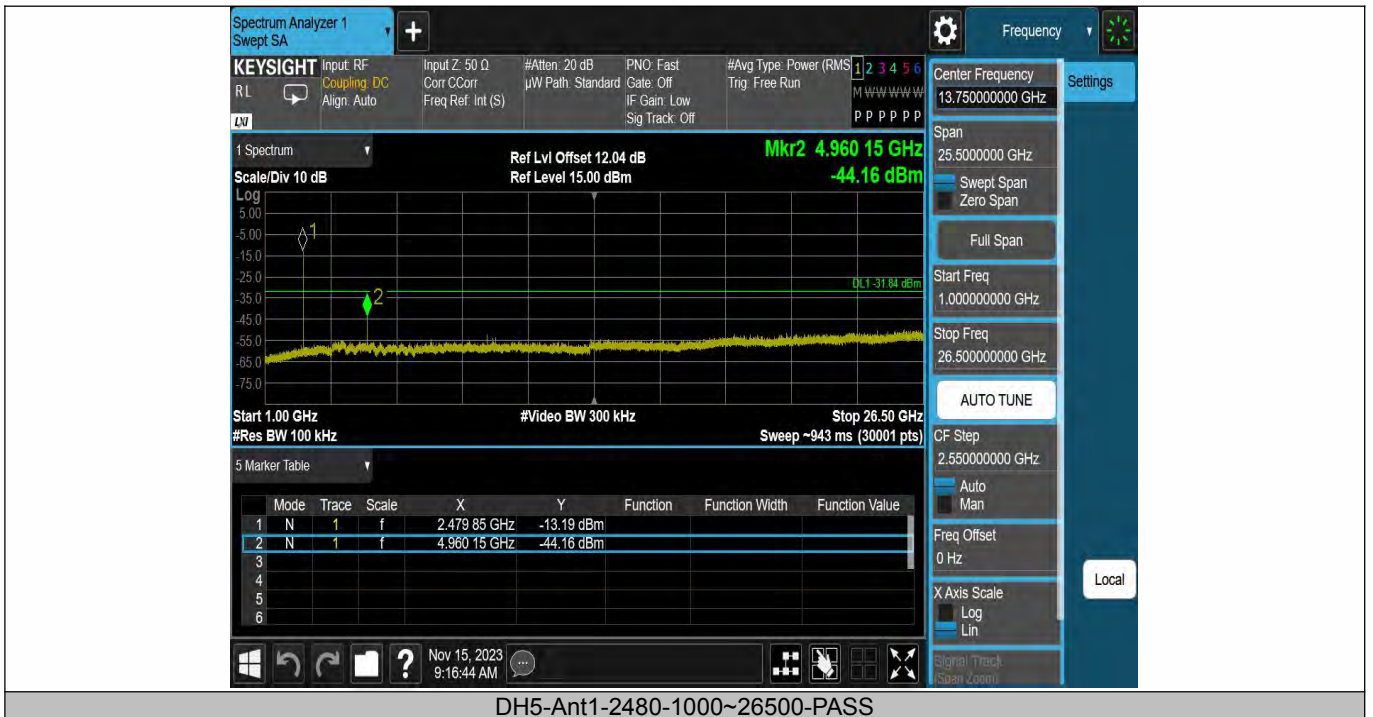 Spectrum Analyzer 1
Swept SA
+
Frequency
KEYSIGHT
RL
LXI
Input: RF
Coupling: DC
Align: Auto
Input Z: 50 Ω
Corr CCorr
Freq Ref: Int (S)
#Atten: 20 dB
µW Path: Standard
PNO: Fast
Gate: Off
IF Gain: Low
Sig Track: Off
#Avg Type: Power (RMS
Trig: Free Run
1 2 3 4 5 6
M W W W W W
P P P P P P
1 Spectrum
Scale/Div 10 dB
Ref Lvl Offset 12.04 dB
Ref Level 15.00 dBm
Mkr2 4.960 15 GHz
-44.16 dBm
Log
5.00
-5.00
-15.0
-25.0
-35.0
-45.0
-55.0
-65.0
-75.0
1
2
DL1 -31.84 dBm
Start 1.00 GHz
#Video BW 300 kHz
Stop 26.50 GHz
#Res BW 100 kHz
Sweep ~943 ms (30001 pts)
5 Marker Table
Mode Trace Scale X Y Function Function Width Function Value
1 N 1 f 2.479 85 GHz -13.19 dBm
2 N 1 f 4.960 15 GHz -44.16 dBm
3
4
5
6
Nov 15, 2023
9:16:44 AM
Center Frequency
13.750000000 GHz
Settings
Span
25.5000000 GHz
Swept Span
Zero Span
Full Span
Start Freq
1.000000000 GHz
Stop Freq
26.500000000 GHz
AUTO TUNE
CF Step
2.550000000 GHz
Auto
Man
Freq Offset
0 Hz
X Axis Scale
Log
Lin
Signal Track
(Span Zoom)
Local
DH5-Ant1-2480-1000~26500-PASS